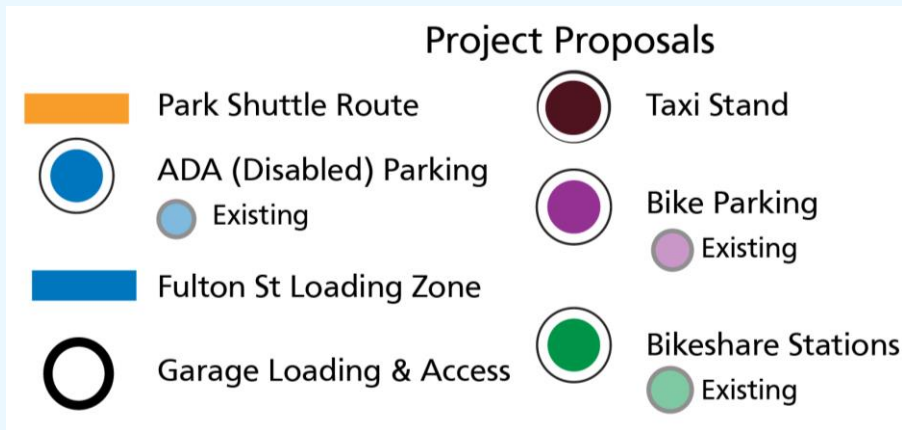 Project Proposals
Park Shuttle Route
ADA (Disabled) Parking
Existing
Fulton St Loading Zone
Garage Loading & Access
Taxi Stand
Bike Parking
Existing
Bikeshare Stations
Existing